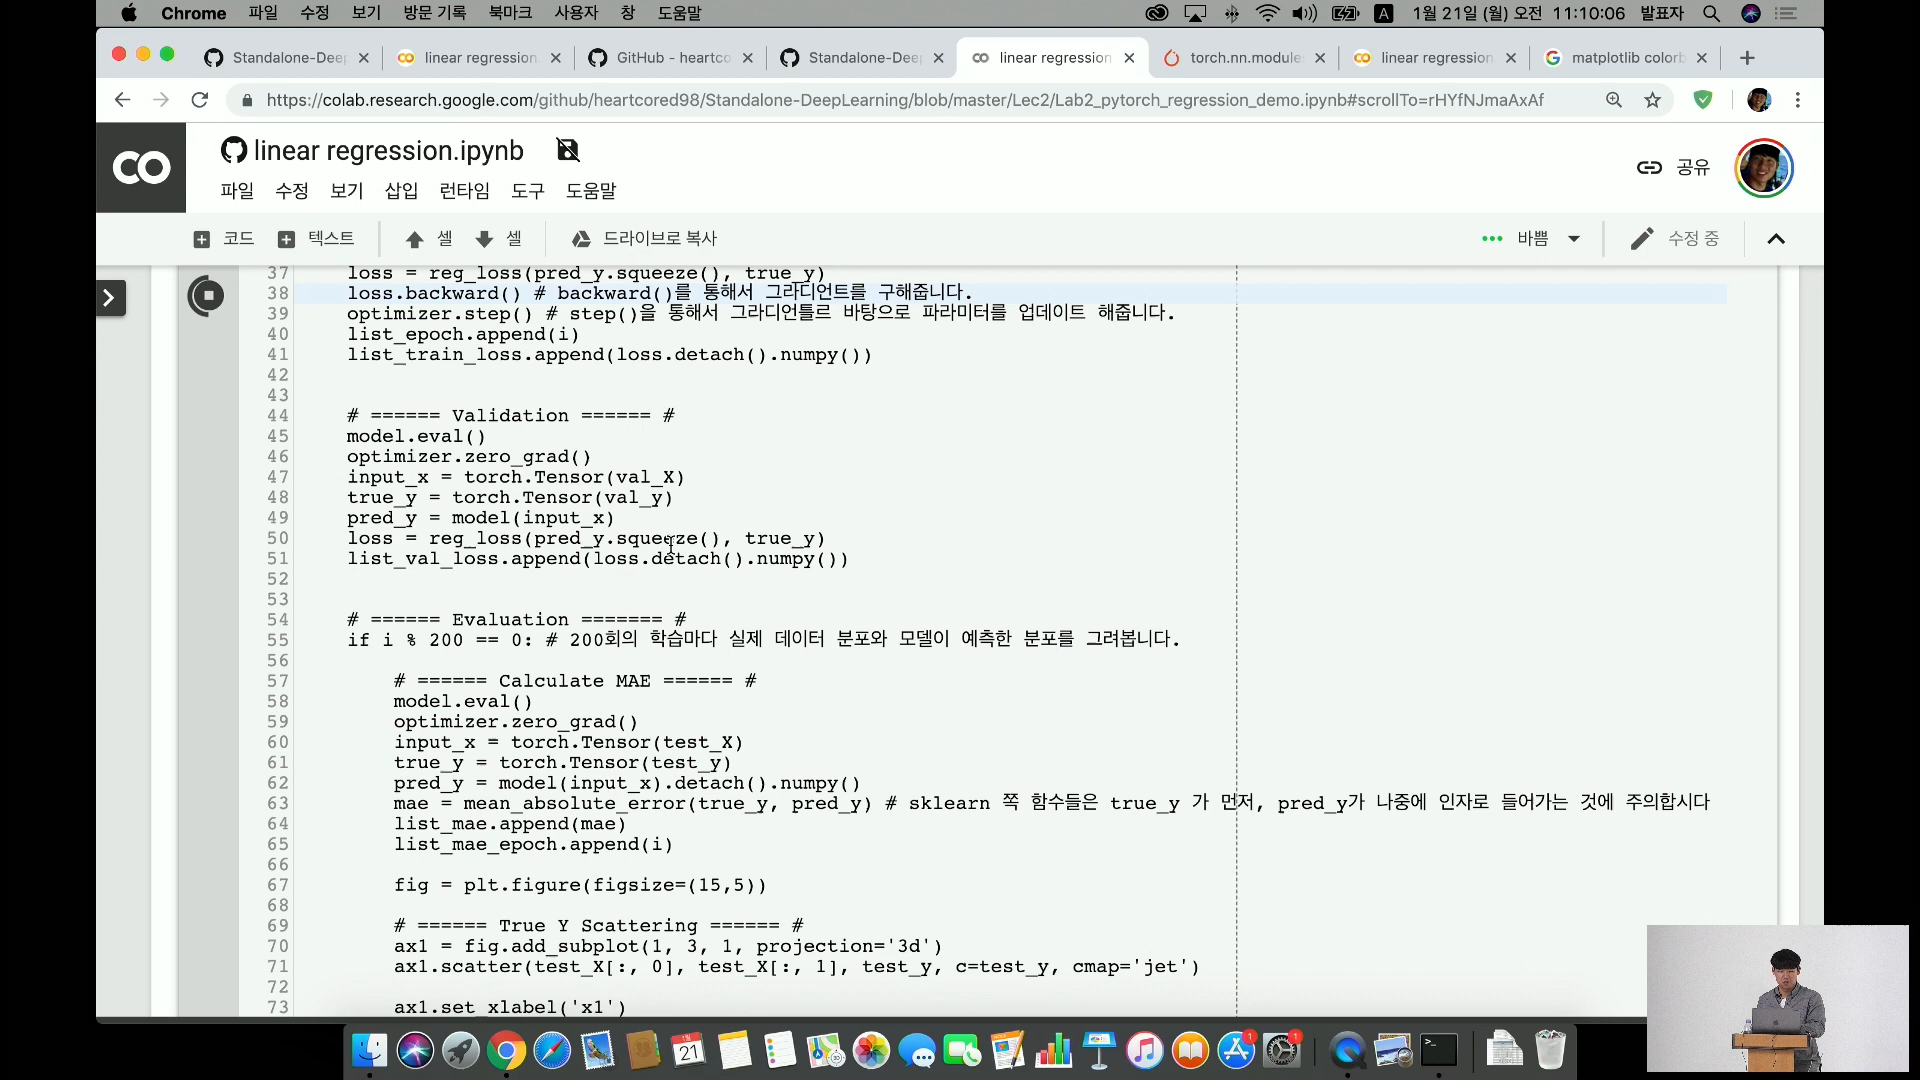 Chrome 파일 수정 보기 방문 기록 북마크 사용자 창 도움말 A 1월 21일 (월) 오전 11:10:06 발표자
Standalone-Deep linear regression. GitHub - heartco Standalone-Deep linear regression torch.nn.module linear regression matplotlib colorb
https://colab.research.google.com/github/heartcored98/Standalone-DeepLearning/blob/master/Lec2/Lab2_pytorch_regression_demo.ipynb#scrollTo=rHYfNJmaAxAf
CO linear regression.ipynb
공유
파일 수정 보기 삽입 런타임 도구 도움말
코드 텍스트 셀 셀 드라이브로 복사 바쁨 수정 중
37 loss = reg_loss(pred_y.squeeze(), true_y)
38 loss.backward() # backward()를 통해서 그라디언트를 구해줍니다.
39 optimizer.step() # step()을 통해서 그라디언틀르 바탕으로 파라미터를 업데이트 해줍니다.
40 list_epoch.append(i)
41 list_train_loss.append(loss.detach().numpy())
42
43
44 # ====== Validation ====== #
45 model.eval()
46 optimizer.zero_grad()
47 input_x = torch.Tensor(val_X)
48 true_y = torch.Tensor(val_y)
49 pred_y = model(input_x)
50 loss = reg_loss(pred_y.squeeze(), true_y)
51 list_val_loss.append(loss.detach().numpy())
52
53
54 # ====== Evaluation ======= #
55 if i % 200 == 0: # 200회의 학습마다 실제 데이터 분포와 모델이 예측한 분포를 그려봅니다.
56
57 # ====== Calculate MAE ====== #
58 model.eval()
59 optimizer.zero_grad()
60 input_x = torch.Tensor(test_X)
61 true_y = torch.Tensor(test_y)
62 pred_y = model(input_x).detach().numpy()
63 mae = mean_absolute_error(true_y, pred_y) # sklearn 쪽 함수들은 true_y 가 먼저, pred_y가 나중에 인자로 들어가는 것에 주의합시다
64 list_mae.append(mae)
65 list_mae_epoch.append(i)
66
67 fig = plt.figure(figsize=(15,5))
68
69 # ====== True Y Scattering ====== #
70 ax1 = fig.add_subplot(1, 3, 1, projection='3d')
71 ax1.scatter(test_X[:, 0], test_X[:, 1], test_y, c=test_y, cmap='jet')
72
73 ax1.set_xlabel('x1')
21
1
1